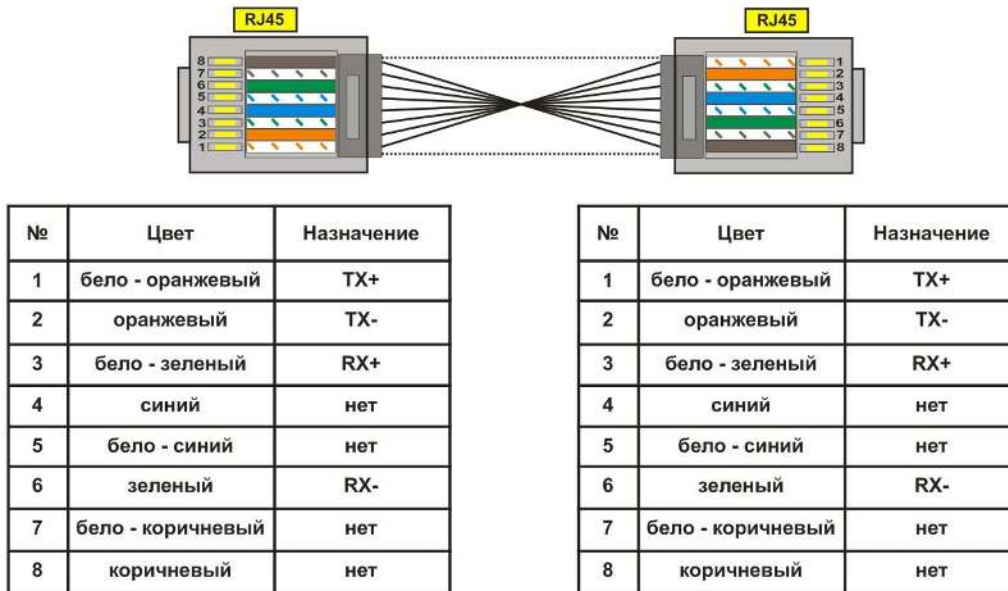 RJ45 RJ45
8 1
7 2
6 3
5 4
4 5
3 6
2 7
1 8
№ Цвет Назначение № Цвет Назначение
1 бело - оранжевый TX+ 1 бело - оранжевый TX+
2 оранжевый TX- 2 оранжевый TX-
3 бело - зеленый RX+ 3 бело - зеленый RX+
4 синий нет 4 синий нет
5 бело - синий нет 5 бело - синий нет
6 зеленый RX- 6 зеленый RX-
7 бело - коричневый нет 7 бело - коричневый нет
8 коричневый нет 8 коричневый нет